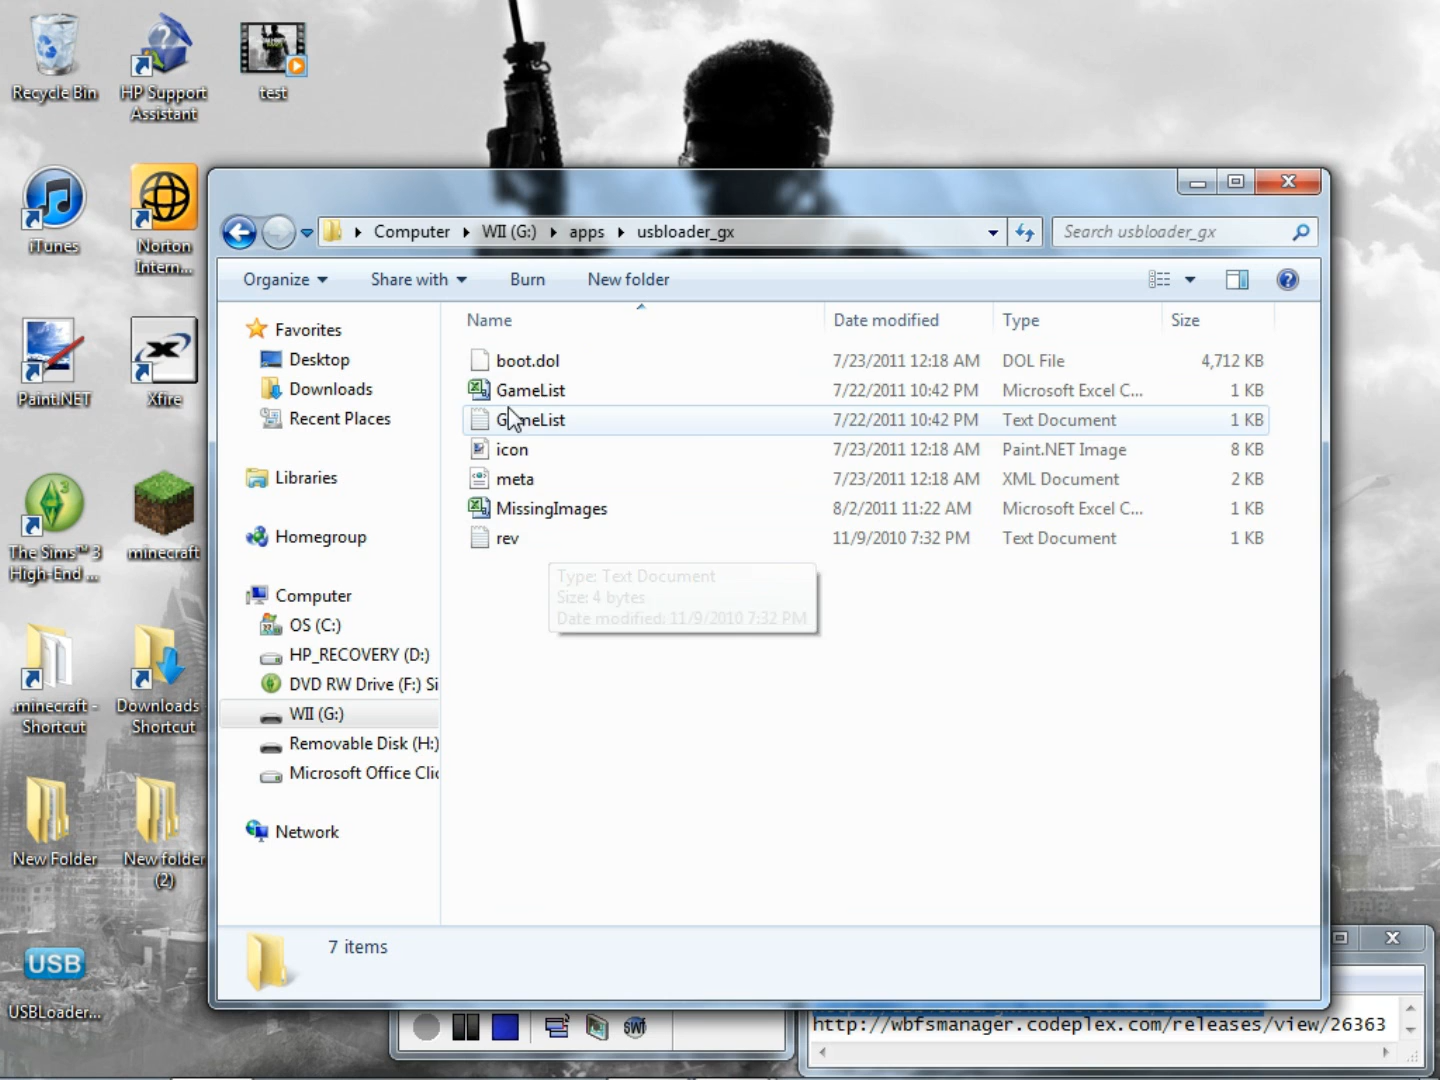 Recycle Bin
HP Support
Assistant
test
iTunes
Norton
Intern...
Paint.NET
Xfire
The Sims™ 3
High-End ...
minecraft
.minecraft -
Shortcut
Downloads
Shortcut
New Folder
New folder
(2)
USB
USBLoader...
Computer
WII (G:)
apps
usbloader_gx
Search usbloader_gx
Organize
Share with
Burn
New folder
Favorites
Desktop
Downloads
Recent Places
Libraries
Homegroup
Computer
OS (C:)
HP_RECOVERY (D:)
DVD RW Drive (F:) Si
WII (G:)
Removable Disk (H:)
Microsoft Office Clic
Network
Name Date modified Type Size
boot.dol 7/23/2011 12:18 AM DOL File 4,712 KB
GameList 7/22/2011 10:42 PM Microsoft Excel C... 1 KB
GameList 7/22/2011 10:42 PM Text Document 1 KB
icon 7/23/2011 12:18 AM Paint.NET Image 8 KB
meta 7/23/2011 12:18 AM XML Document 2 KB
MissingImages 8/2/2011 11:22 AM Microsoft Excel C... 1 KB
rev 11/9/2010 7:32 PM Text Document 1 KB
Type: Text Document
Size: 4 bytes
Date modified: 11/9/2010 7:32 PM
7 items
SWF
http://wbfsmanager.codeplex.com/releases/view/26363